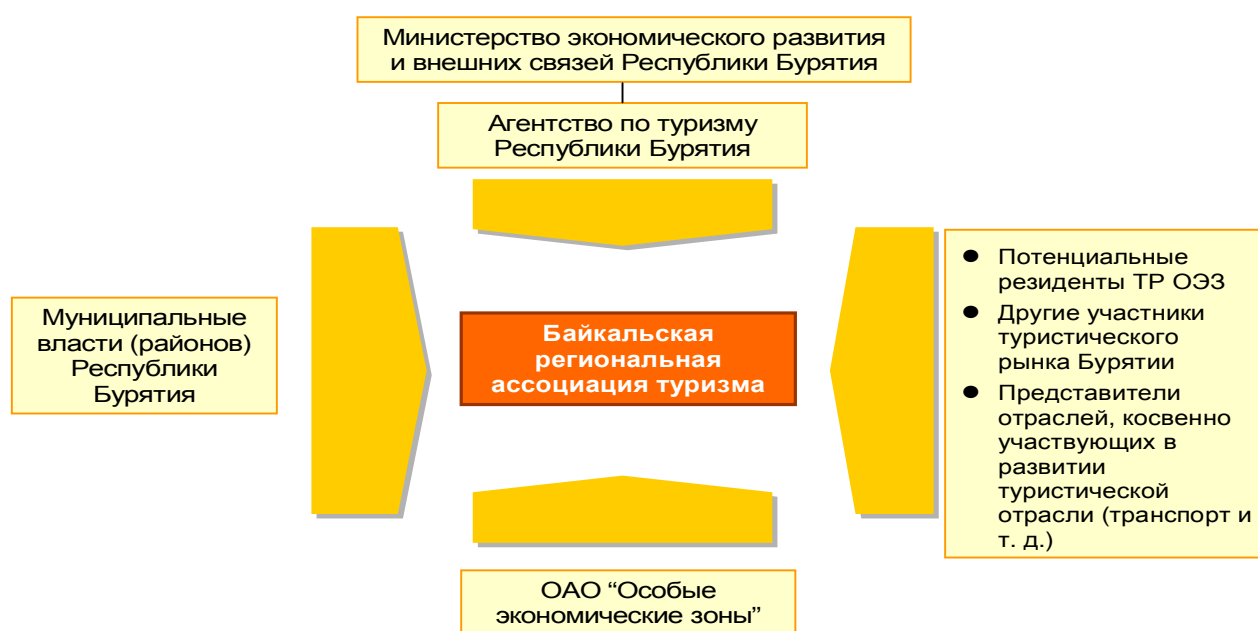 Министерство экономического развития
и внешних связей Республики Бурятия
Агентство по туризму
Республики Бурятия
Муниципальные
власти (районов)
Республики
Бурятия
Байкальская
региональная
ассоциация туризма
● Потенциальные
резиденты ТР ОЭЗ
● Другие участники
туристического
рынка Бурятии
● Представители
отраслей, косвенно
участвующих в
развитии
туристической
отрасли (транспорт и
т. д.)
ОАО “Особые
экономические зоны”